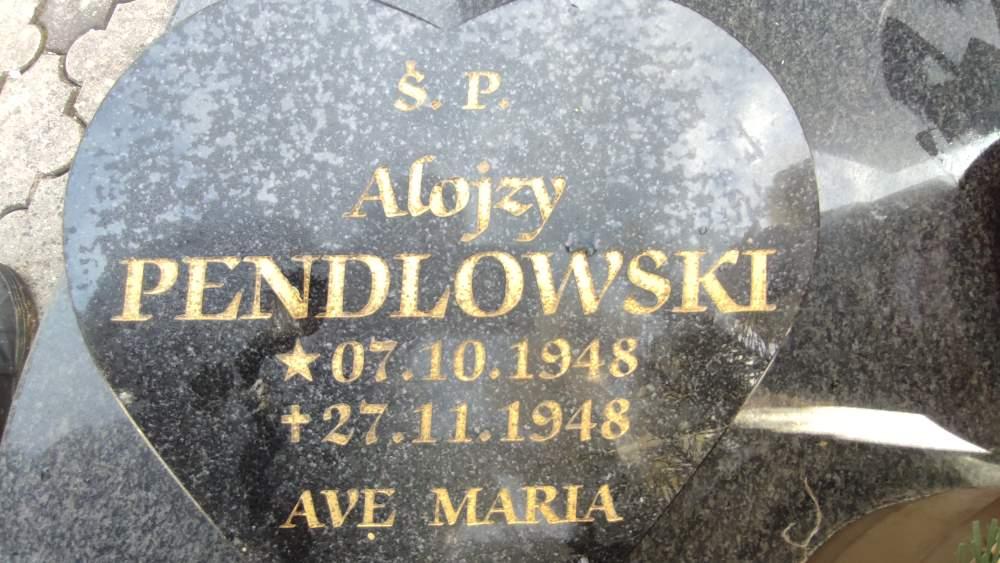 Ś. P.
Alojzy
PENDLOWSKI
★07.10.1948
✝27.11.1948
AVE MARIA